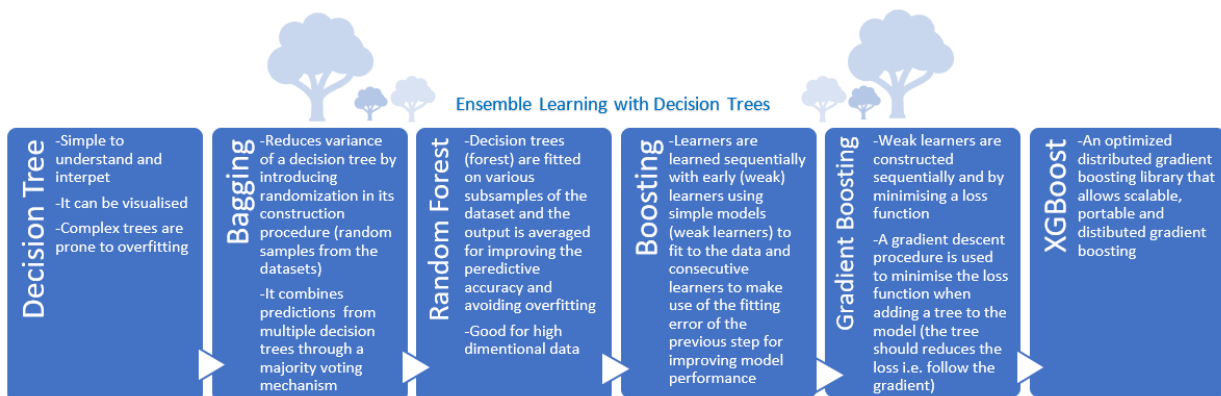 Ensemble Learning with Decision Trees
Decision Tree
-Simple to
understand and
interpet
-It can be visualised
-Complex trees are
prone to overfitting
Bagging
-Reduces variance
of a decision tree by
introducing
randomization in its
construction
procedure (random
samples from the
datasets)
-It combines
predictions from
multiple decision
trees through a
majority voting
mechanism
Random Forest
-Decision trees
(forest) are fitted
on various
subsamples of the
dataset and the
output is averaged
for improving the
peredictive
accuracy and
avoiding overfitting
-Good for high
dimentional data
Boosting
-Learners are
learned sequentially
with early (weak)
learners using
simple models
(weak learners) to
fit to the data and
consecutive
learners to make
use of the fitting
error of the
previous step for
improving model
performance
Gradient Boosting
-Weak learners are
constructed
sequentially and by
minimising a loss
function
-A gradient descent
procedure is used
to minimise the loss
function when
adding a tree to the
model (the tree
should reduces the
loss i.e. follow the
gradient)
XGBoost
-An optimized
distributed gradient
boosting library that
allows scalable,
portable and
distibuted gradient
boosting